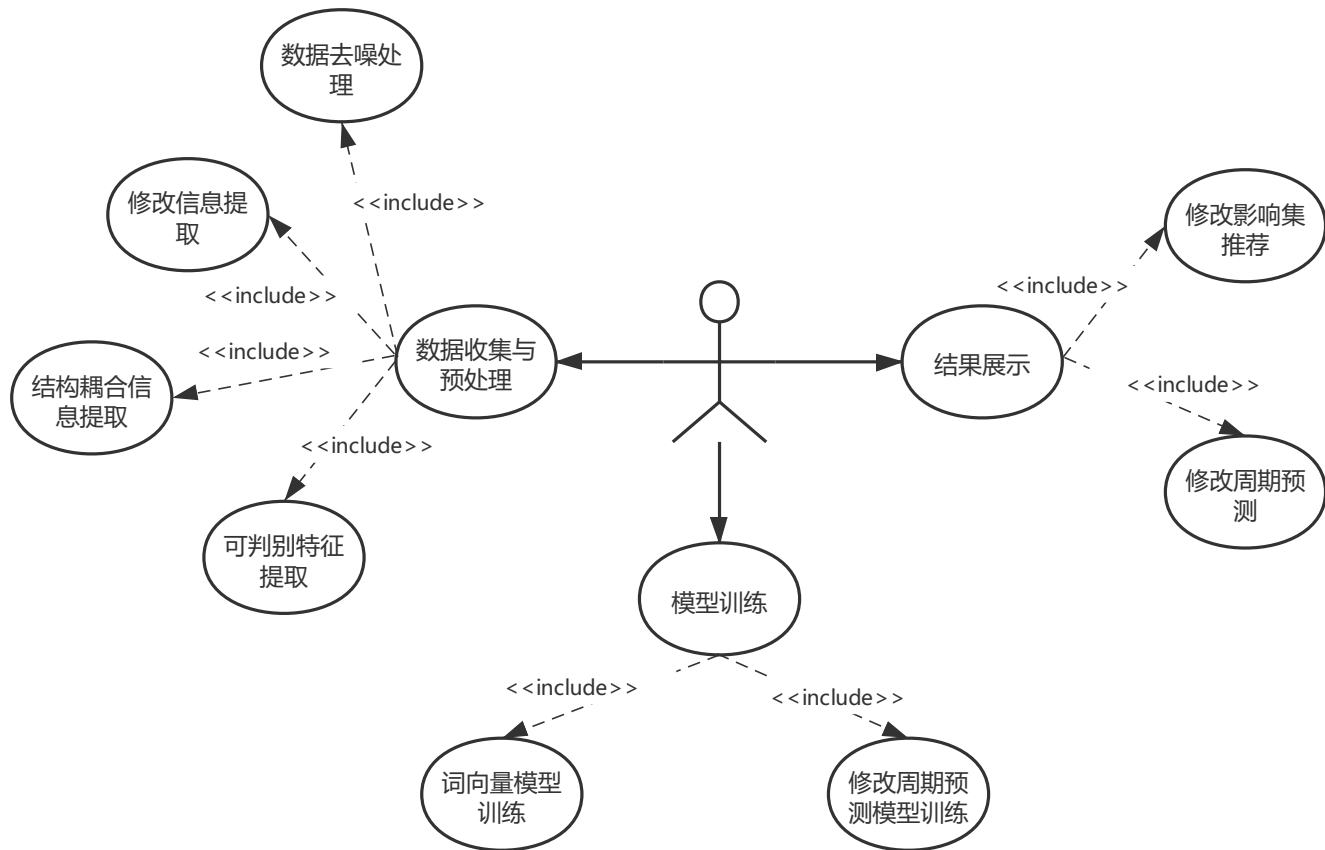 数据去噪处
理
<<include>>
修改信息提
取
<<include>>
<<include>>
结构耦合信
息提取
数据收集与
预处理
<<include>>
可判别特征
提取
修改影响集
推荐
<<include>>
结果展示
<<include>>
修改周期预
测
模型训练
<<include>>
<<include>>
词向量模型
训练
修改周期预
测模型训练